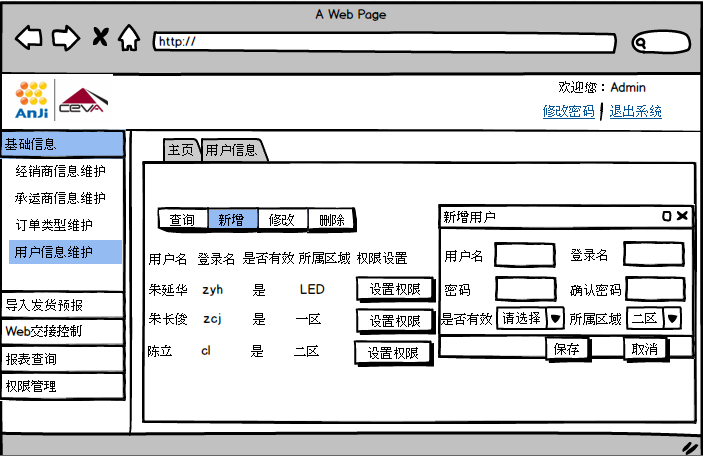 A Web Page
http://
AnJi
CEVA
欢迎您：Admin
修改密码 退出系统
基础信息
经销商信息维护
承运商信息维护
订单类型维护
用户信息维护
导入发货预报
Web交接控制
报表查询
权限管理
主页 用户信息
查询 新增 修改 删除
用户名 登录名 是否有效 所属区域 权限设置
朱延华 zyh 是 LED 设置权限
朱长俊 zcj 是 一区 设置权限
陈立 cl 是 二区 设置权限
新增用户
用户名 登录名
密码 确认密码
是否有效 请选择 所属区域 二区
保存 取消